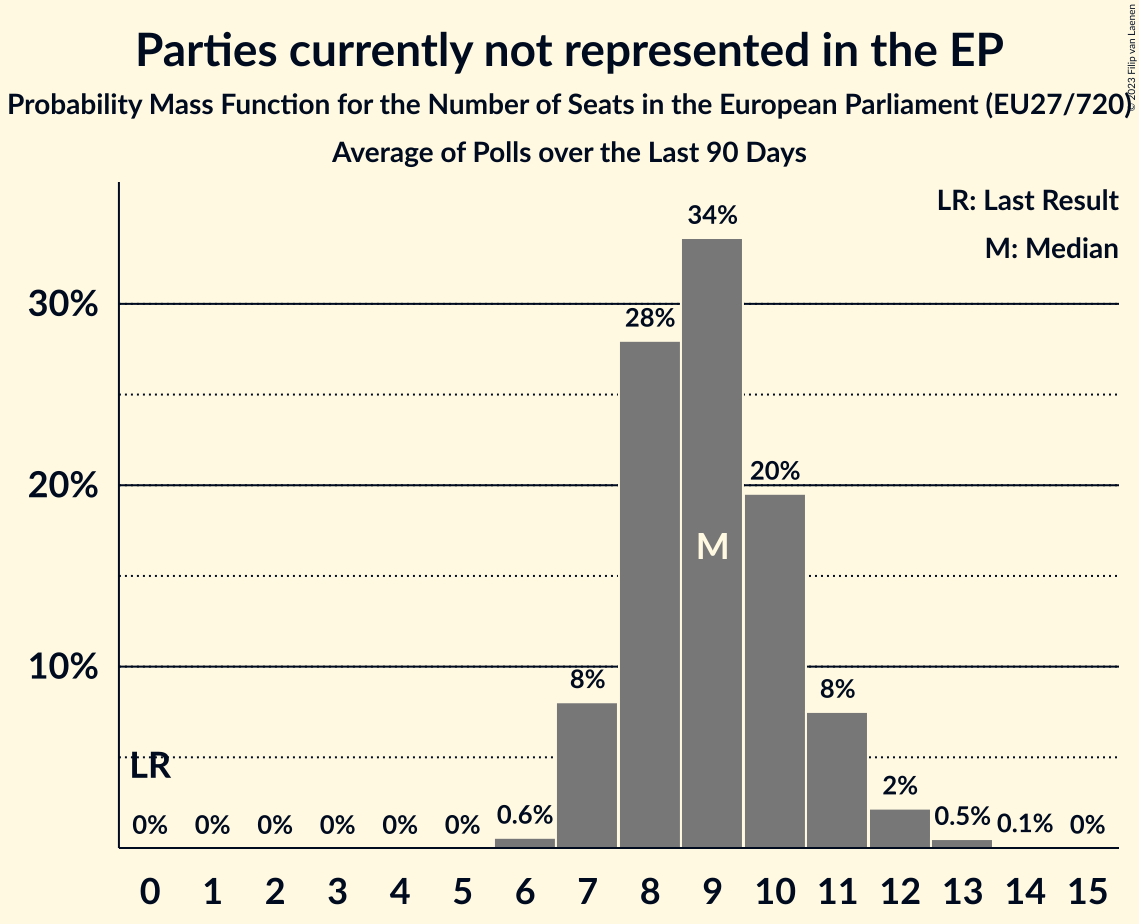 © 2023 Filip van Laenen
Parties currently not represented in the EP
Probability Mass Function for the Number of Seats in the European Parliament (EU27/720)
Average of Polls over the Last 90 Days
LR: Last Result
M: Median
34%
30%
28%
20%
20%
M
10%
8%
8%
LR
2%
0% 0% 0% 0% 0% 0% 0.6% 0.5% 0.1% 0%
0 1 2 3 4 5 6 7 8 9 10 11 12 13 14 15